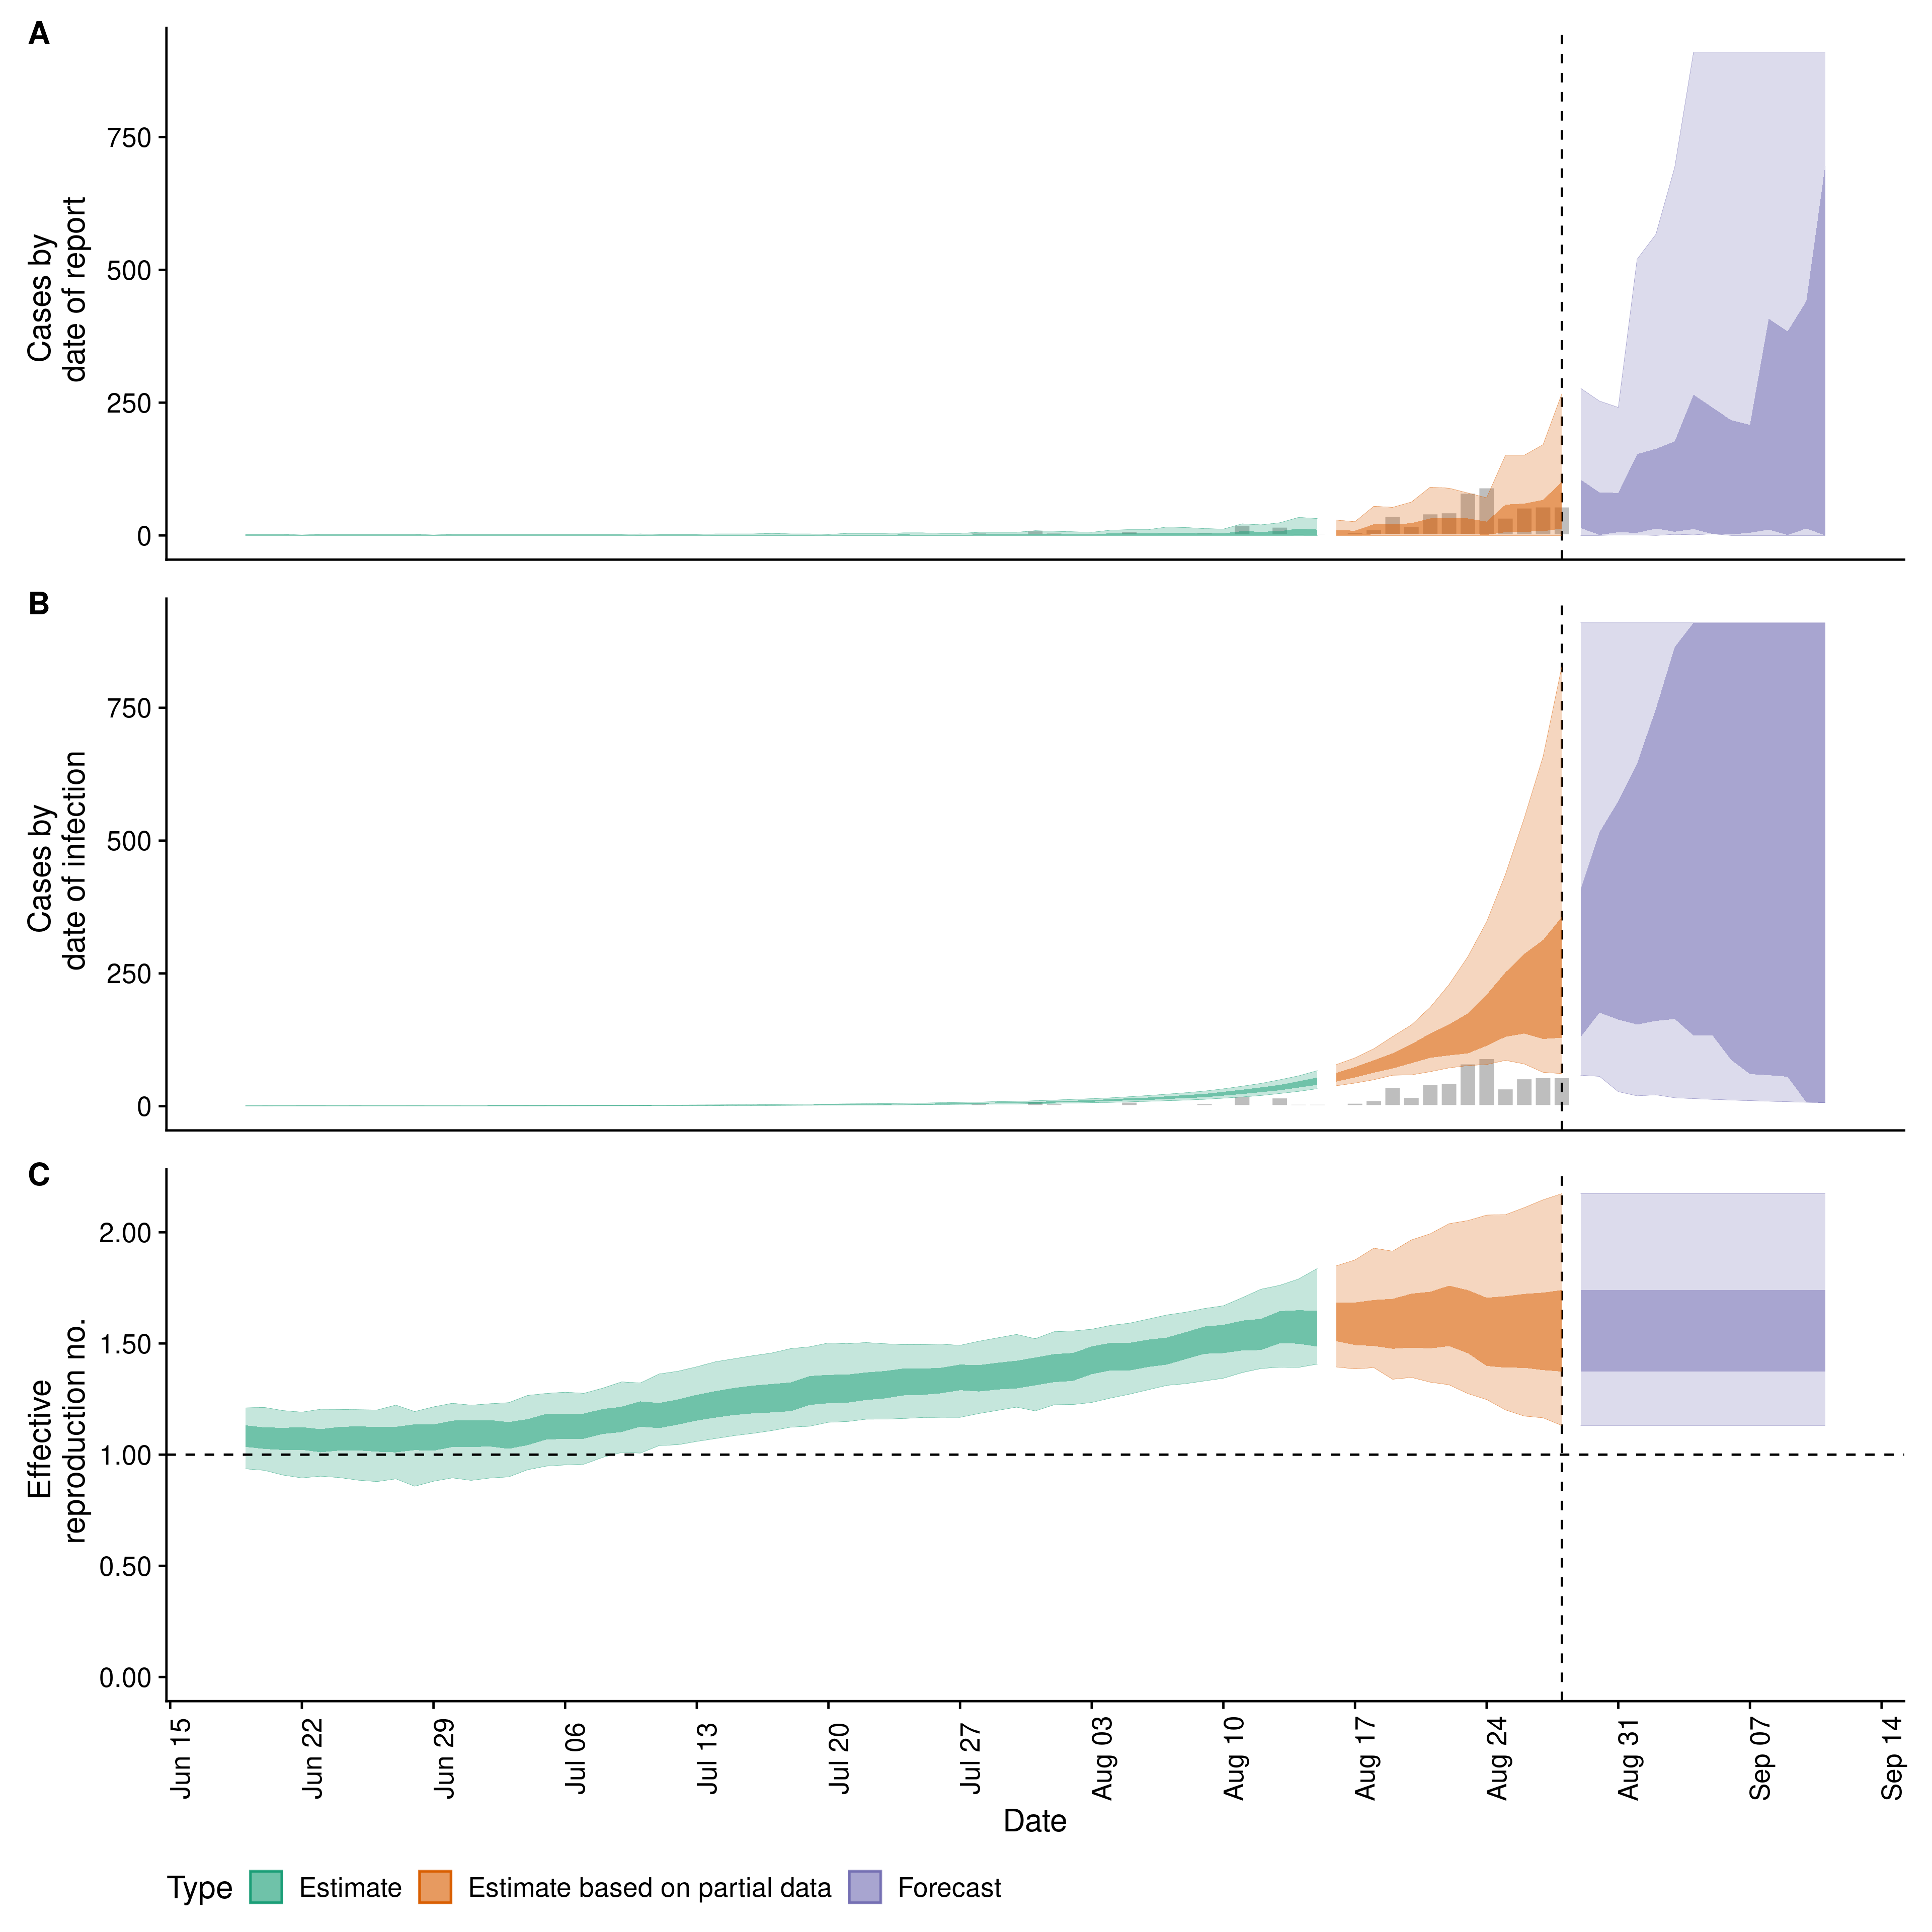 A
Cases by
date of report
750
500
250
0
B
Cases by
date of infection
750
500
250
0
C
Effective
reproduction no.
2.00
1.50
1.00
0.50
0.00
Jun 15
Jun 22
Jun 29
Jul 06
Jul 13
Jul 20
Jul 27
Aug 03
Aug 10
Aug 17
Aug 24
Aug 31
Sep 07
Sep 14
Date
Type Estimate Estimate based on partial data Forecast